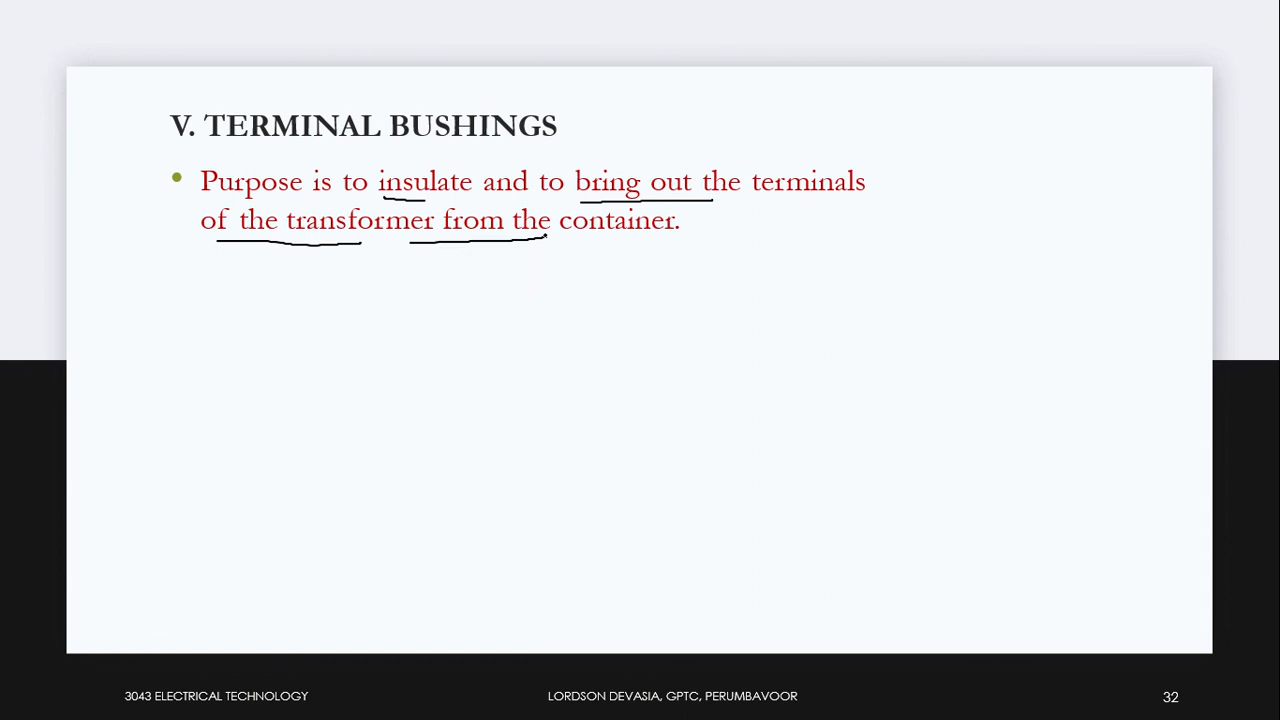 V. TERMINAL BUSHINGS
• Purpose is to insulate and to bring out the terminals
of the transformer from the container.
3043 ELECTRICAL TECHNOLOGY
LORDSON DEVASIA, GPTC, PERUMBAVOOR
32